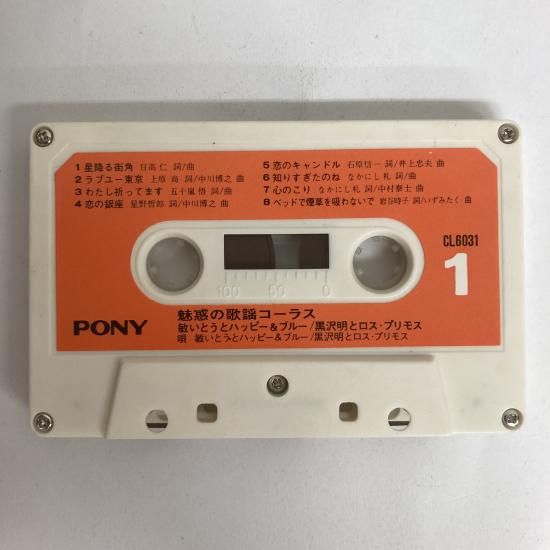 1 星降る街角 日高 仁 詞/曲
2 ラブユー東京 上原 尚 詞/中川博之 曲
3 わたし祈ってます 五十嵐 悟 詞/曲
4 恋の銀座 星野哲郎 詞/中川博之 曲
5 恋のキャンドル 石原信一 詞/井上忠夫 曲
6 知りすぎたのね なかにし礼 詞/曲
7 心のこり なかにし礼 詞/中村泰士 曲
8 ベッドで煙草を吸わないで 岩谷時子 詞/いずみたく 曲
CL6031
1
100 50 0
魅惑の歌謡コーラス
PONY
敏いとうとハッピー&ブルー/黒沢明とロス・プリモス
唄 敏いとうとハッピー&ブルー/黒沢明とロス・プリモス